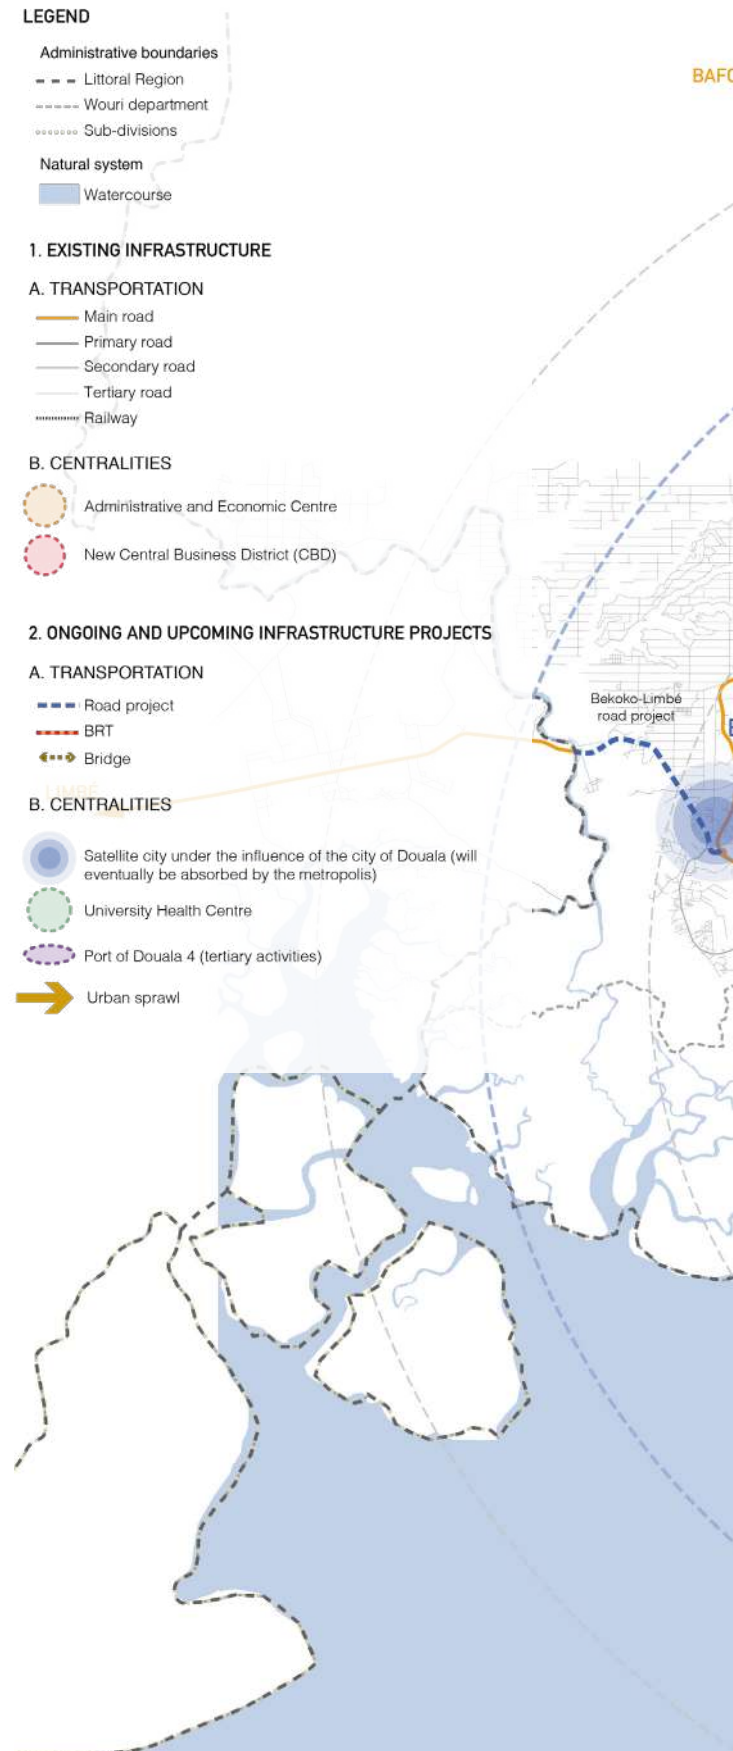 LEGEND
Administrative boundaries
Littoral Region
Wouri department
Sub-divisions
Natural system
Watercourse
1. EXISTING INFRASTRUCTURE
A. TRANSPORTATION
Main road
Primary road
Secondary road
Tertiary road
Railway
B. CENTRALITIES
Administrative and Economic Centre
New Central Business District (CBD)
2. ONGOING AND UPCOMING INFRASTRUCTURE PROJECTS
A. TRANSPORTATION
Road project
BRT
Bridge
B. CENTRALITIES
Satellite city under the influence of the city of Douala (will
eventually be absorbed by the metropolis)
University Health Centre
Port of Douala 4 (tertiary activities)
Urban sprawl
LIMBÉ
Bekoko-Limbé
road project